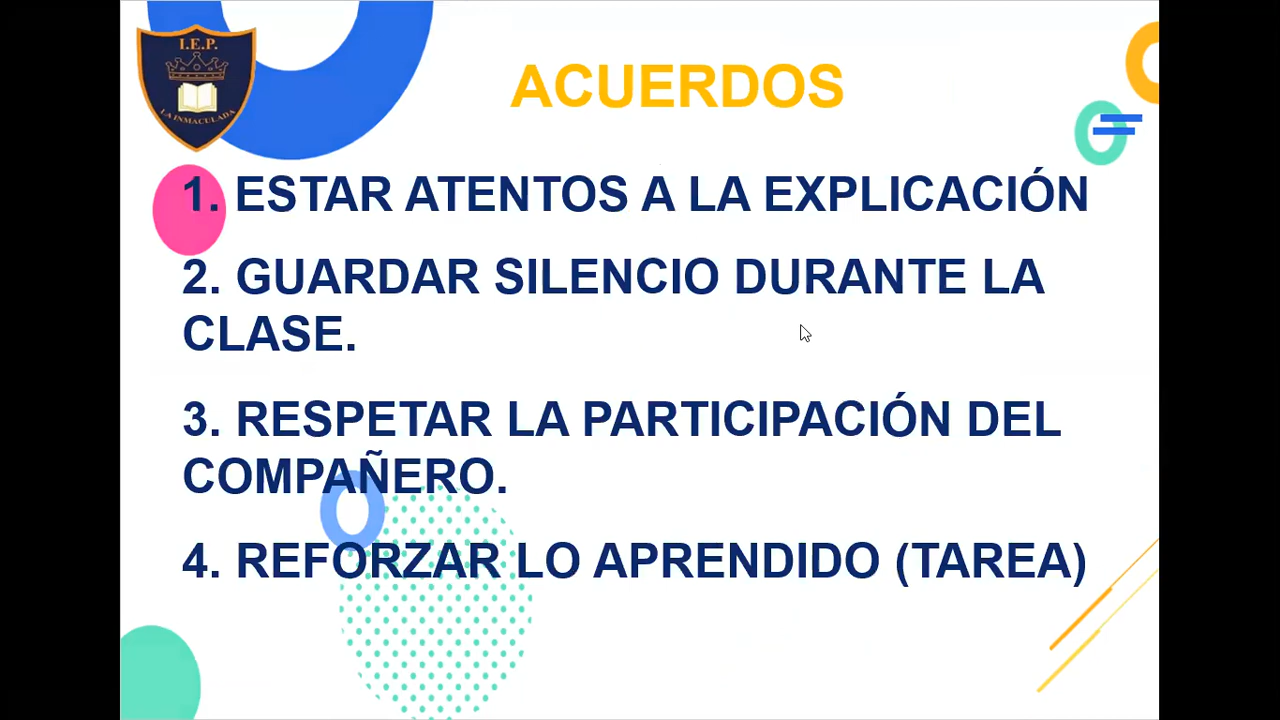 I.E.P.
LA INMACULADA
ACUERDOS
1. ESTAR ATENTOS A LA EXPLICACIÓN
2. GUARDAR SILENCIO DURANTE LA
CLASE.
3. RESPETAR LA PARTICIPACIÓN DEL
COMPAÑERO.
4. REFORZAR LO APRENDIDO (TAREA)